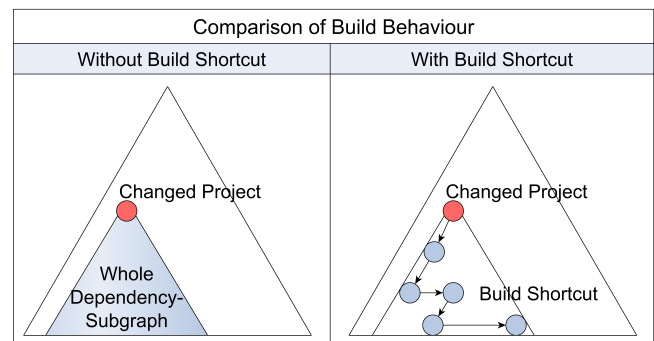 Comparison of Build Behaviour
Without Build Shortcut
With Build Shortcut
Changed Project
Whole
Dependency-
Subgraph
Changed Project
Build Shortcut